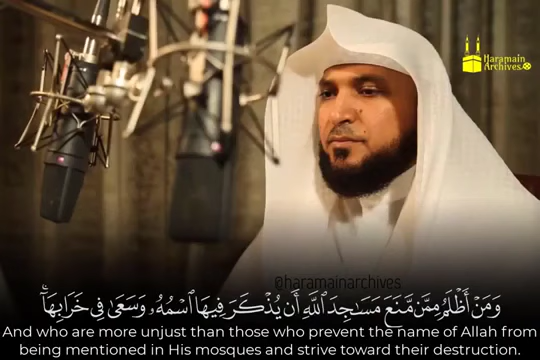 Haramain
Archives
@haramainarchives
وَمَنْ أَظْلَمُ مِمَّن مَّنَعَ مَسَاجِدَ ٱللَّهِ أَن يُذْكَرَ فِيهَا ٱسْمُهُۥ وَسَعَىٰ فِى خَرَابِهَآ ۚ
And who are more unjust than those who prevent the name of Allah from
being mentioned in His mosques and strive toward their destruction.